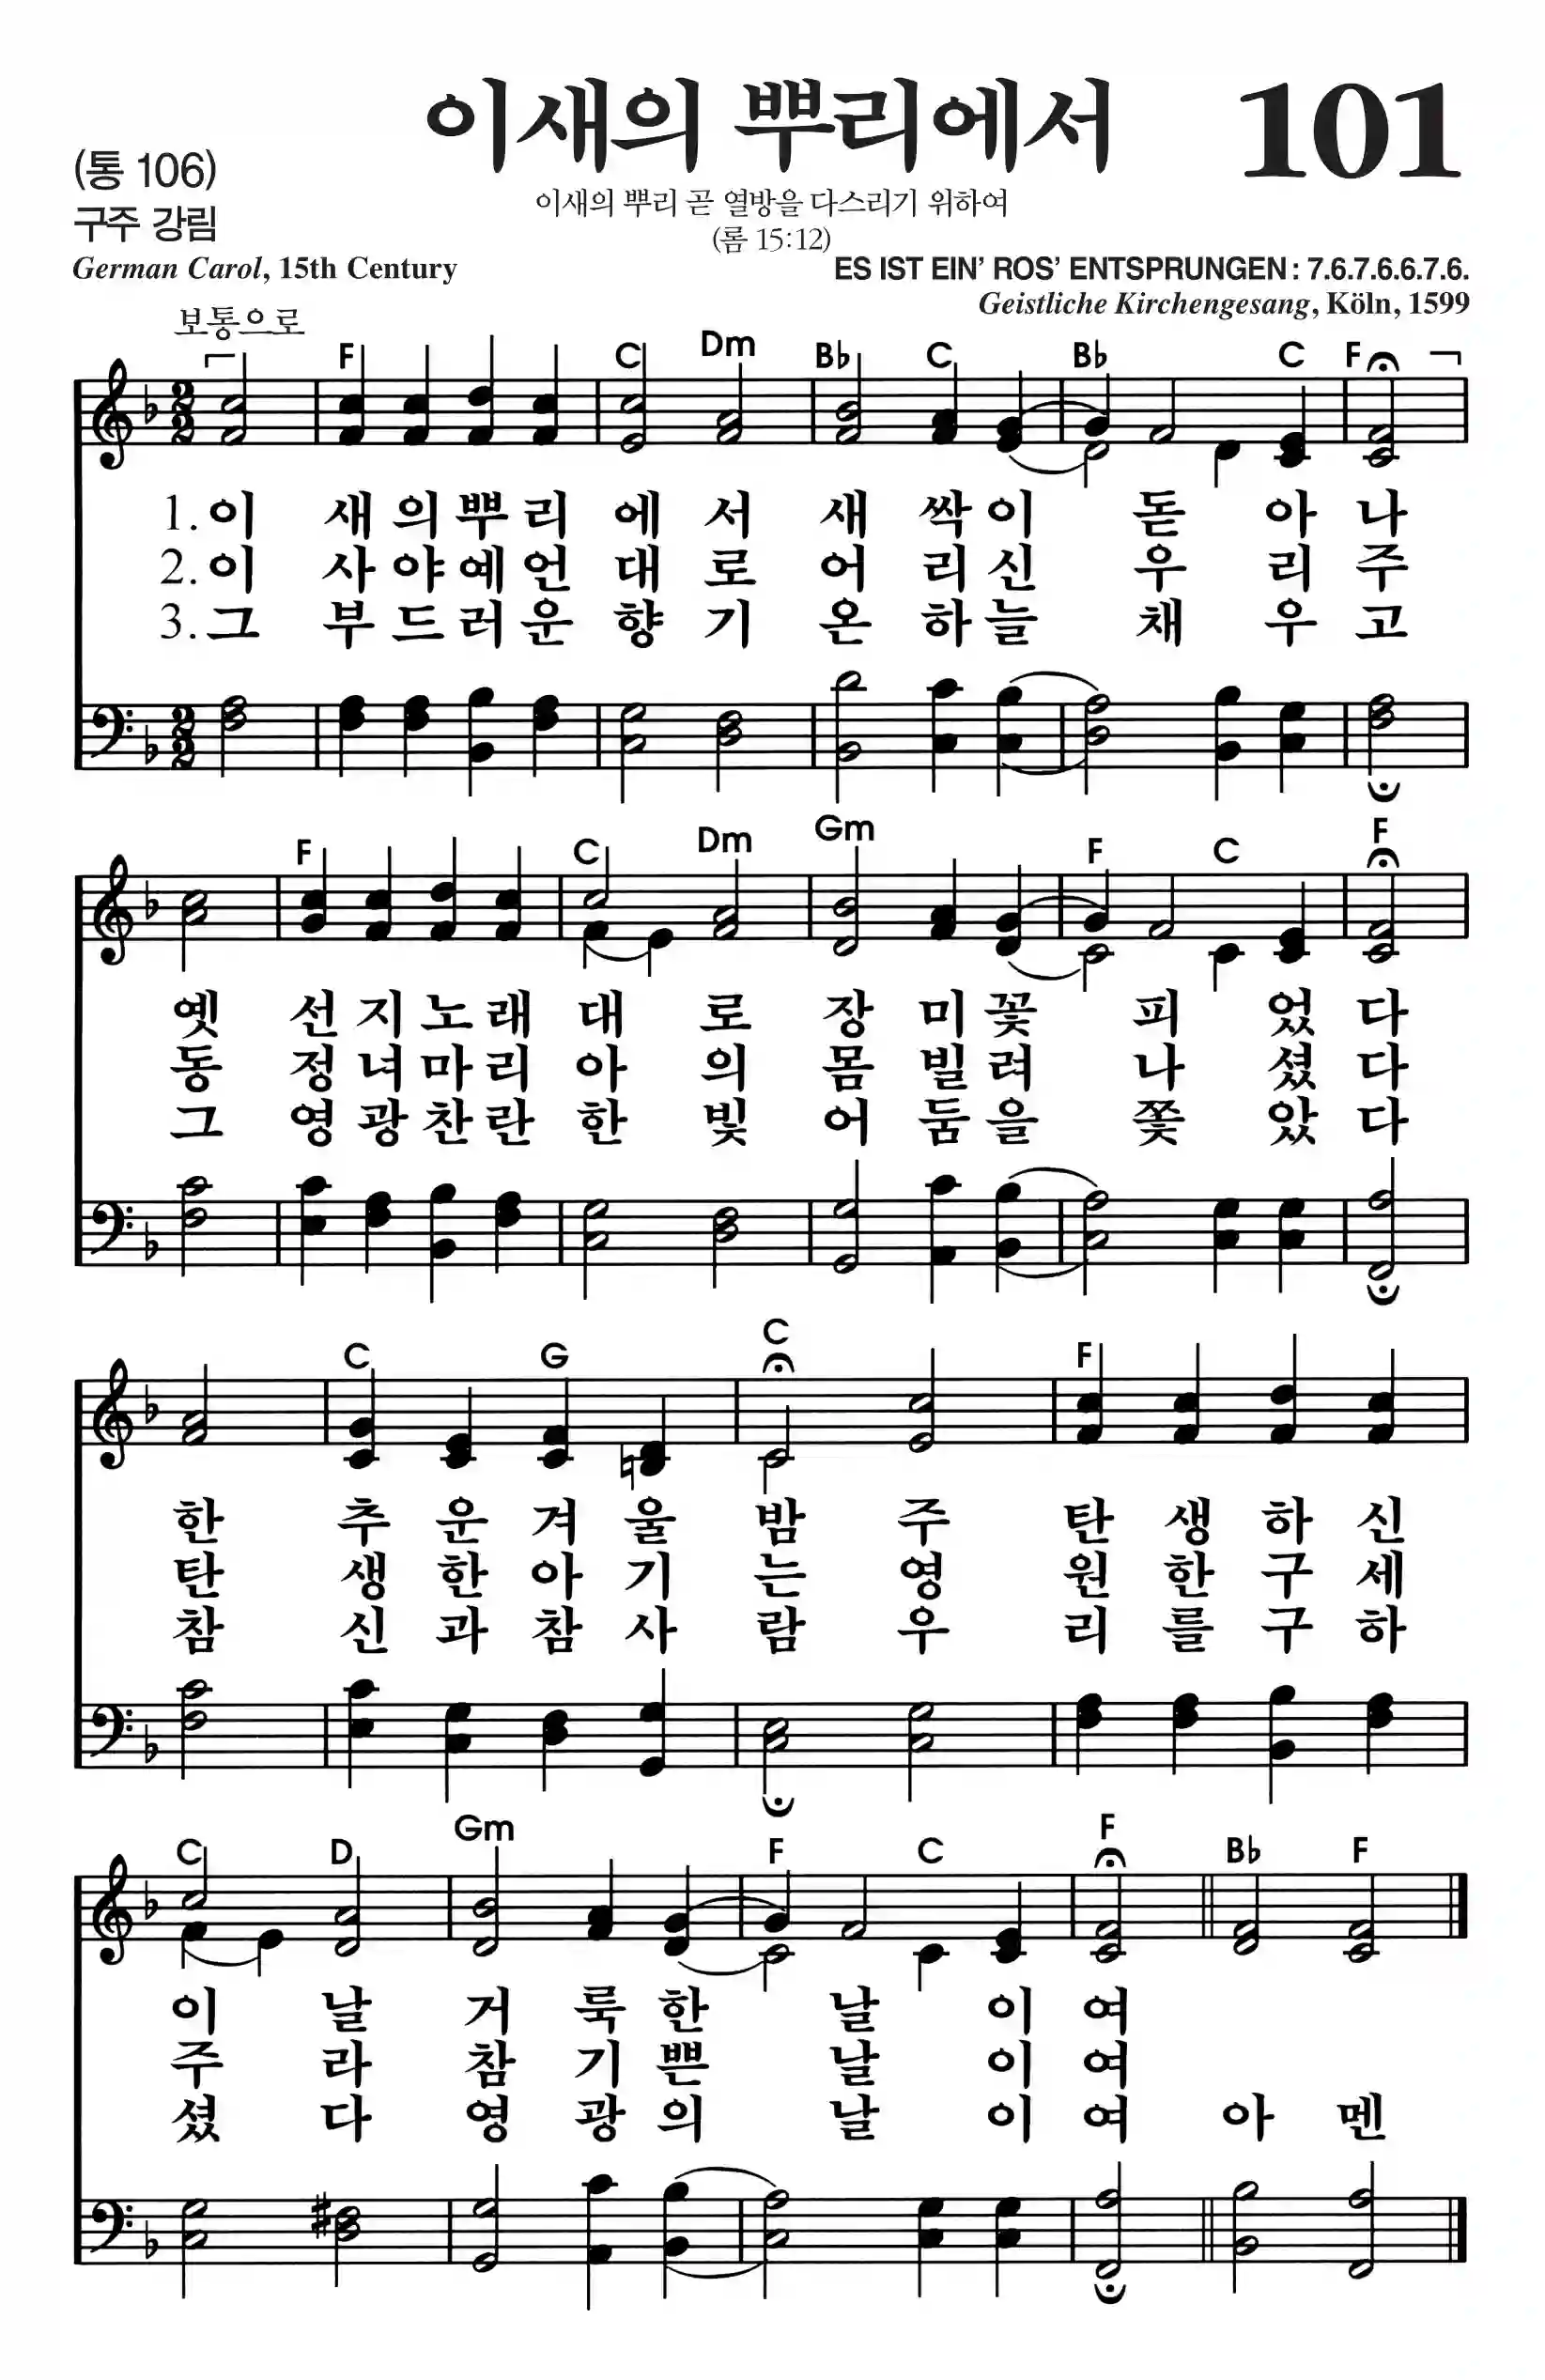 이새의 뿌리에서 101
(통 106)
이새의 뿌리 곧 열방을 다스리기 위하여
구주 강림
(롬 15:12)
German Carol, 15th Century
ES IST EIN’ ROS’ ENTSPRUNGEN : 7.6.7.6.6.7.6.
Geistliche Kirchengesang, Köln, 1599
보통으로
F C Dm B♭ C B♭ C F
1. 이 새 의 뿌 리 에 서 새 싹 이 돋 아 나
2. 이 사 야 예 언 대 로 어 리 신 우 리 주
3. 그 부 드 러 운 향 기 온 하 늘 채 우 고
F C Dm Gm F C F
옛 선 지 노 래 대 로 장 미 꽃 피 었 다
동 정 녀 마 리 아 의 몸 빌 려 나 셨 다
그 영 광 찬 란 한 빛 어 둠 을 쫓 았 다
C G C F
한 추 운 겨 울 밤 주 탄 생 하 신
탄 생 한 아 기 는 영 원 한 구 세
참 신 과 참 사 람 우 리 를 구 하
C D Gm F C F B♭ F
이 날 거 룩 한 날 이 여
주 라 참 기 쁜 날 이 여
셨 다 영 광 의 날 이 여 아 멘